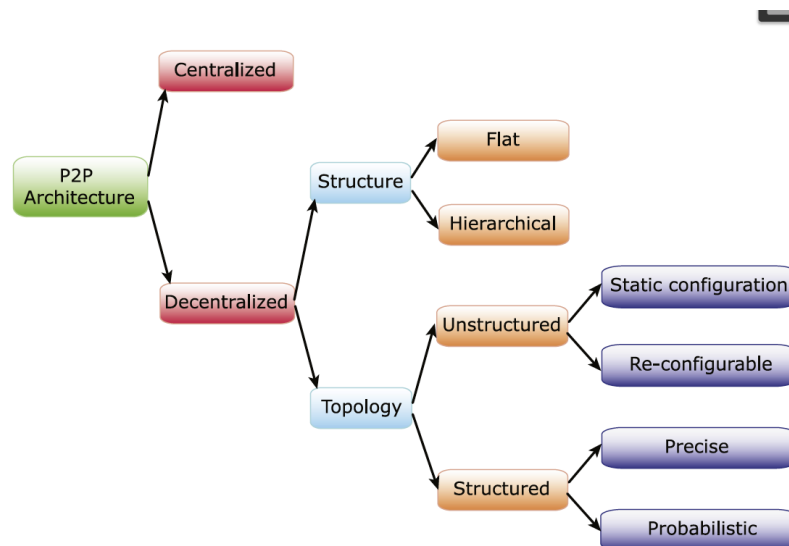 Centralized
P2P
Architecture
Flat
Structure
Hierarchical
Decentralized
Static configuration
Unstructured
Re-configurable
Topology
Precise
Structured
Probabilistic